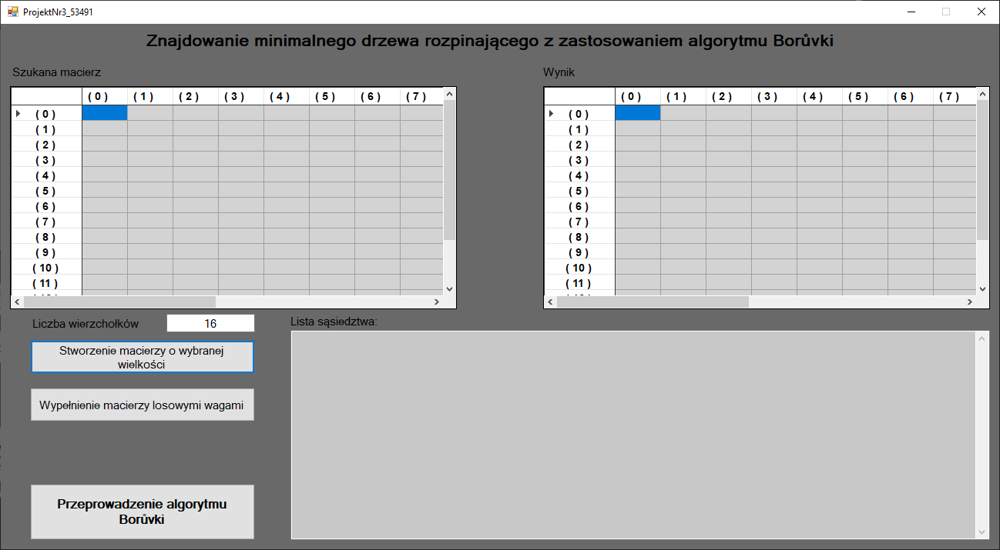 ProjektNr3_53491
Znajdowanie minimalnego drzewa rozpinającego z zastosowaniem algorytmu Borůvki
Szukana macierz
( 0 ) ( 1 ) ( 2 ) ( 3 ) ( 4 ) ( 5 ) ( 6 ) ( 7 )
( 0 )
( 1 )
( 2 )
( 3 )
( 4 )
( 5 )
( 6 )
( 7 )
( 8 )
( 9 )
( 10 )
( 11 )
Wynik
( 0 ) ( 1 ) ( 2 ) ( 3 ) ( 4 ) ( 5 ) ( 6 ) ( 7 )
( 0 )
( 1 )
( 2 )
( 3 )
( 4 )
( 5 )
( 6 )
( 7 )
( 8 )
( 9 )
( 10 )
( 11 )
Liczba wierzchołków 16
Stworzenie macierzy o wybranej
wielkości
Wypełnienie macierzy losowymi wagami
Przeprowadzenie algorytmu
Borůvki
Lista sąsiedztwa: